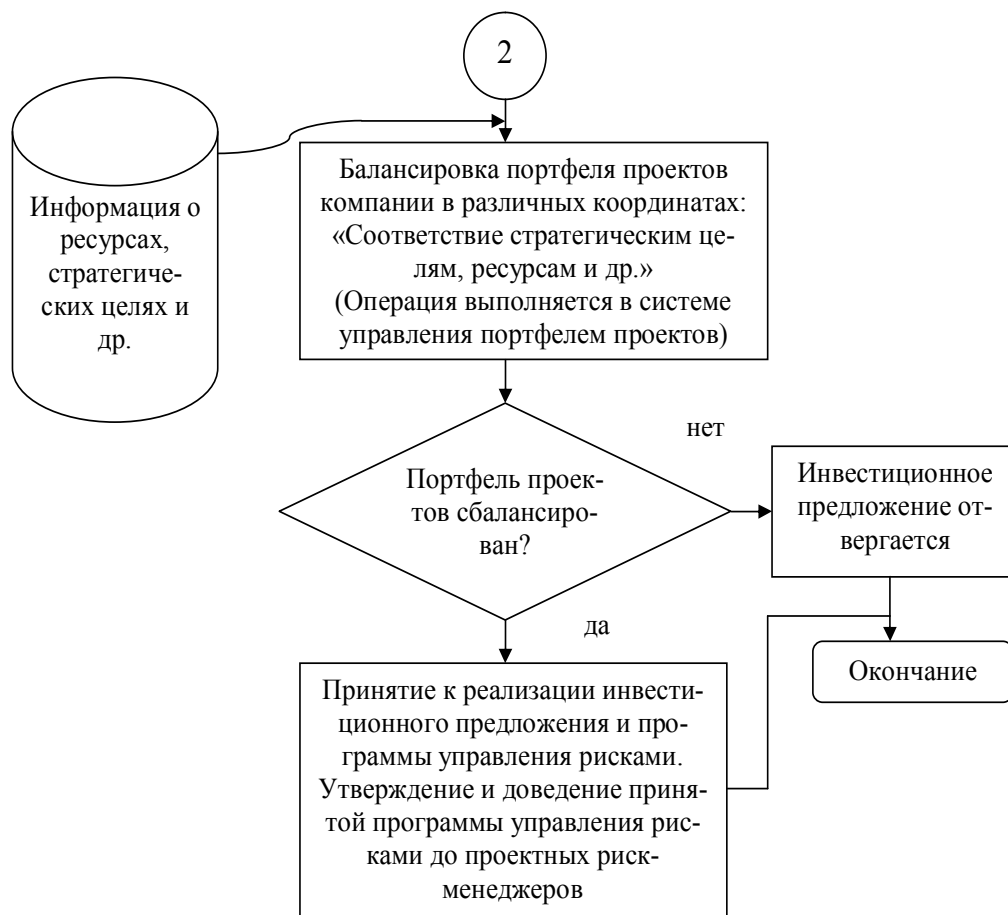 2
Информация о
ресурсах,
стратегиче-
ских целях и
др.
Балансировка портфеля проектов
компании в различных координатах:
«Соответствие стратегическим це-
лям, ресурсам и др.»
(Операция выполняется в системе
управления портфелем проектов)
Портфель проек-
тов сбалансиро-
ван?
нет
Инвестиционное
предложение от-
вергается
да
Окончание
Принятие к реализации инвести-
ционного предложения и про-
граммы управления рисками.
Утверждение и доведение приня-
той программы управления рис-
ками до проектных риск-
менеджеров